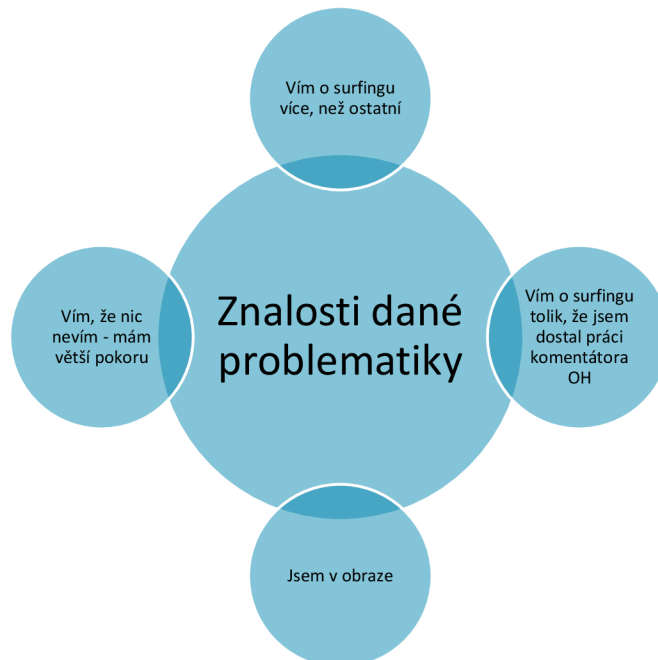 Vím o surfingu
více, než ostatní
Znalosti dané
problematiky
Vím, že nic
nevím - mám
větší pokoru
Vím o surfingu
tolik, že jsem
dostal práci
komentátora
OH
Jsem v obraze